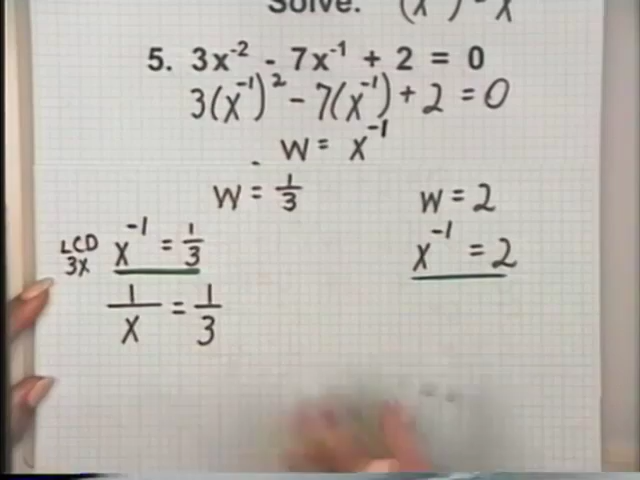 Solve: (x ) = x
5. 3x⁻² - 7x⁻¹ + 2 = 0
3(x⁻¹)² - 7(x⁻¹) + 2 = 0
w = x⁻¹
w = 1/3
w = 2
LCD 3x
x⁻¹ = 1/3
x⁻¹ = 2
1/x = 1/3